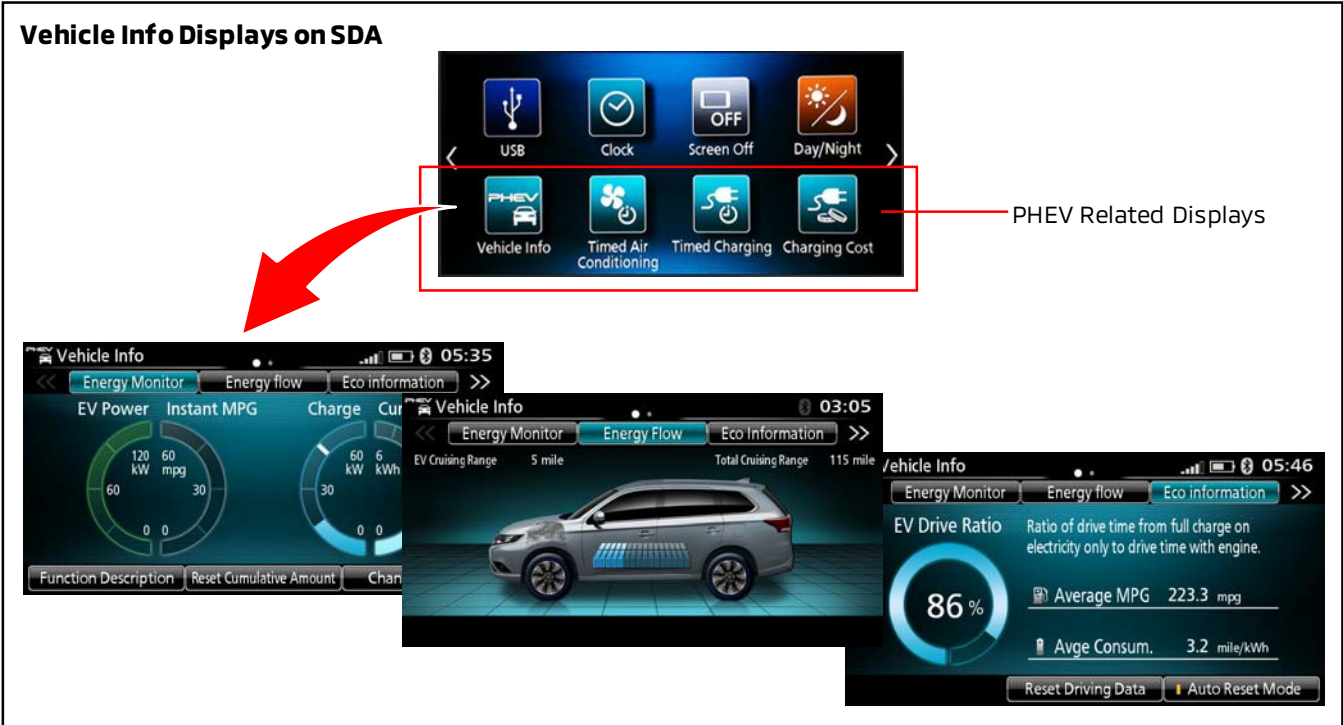 Vehicle Info Displays on SDA
USB
Clock
OFF
Screen Off
Day/Night
PHEV
Vehicle Info
Timed Air
Conditioning
Timed Charging
Charging Cost
PHEV Related Displays
PHEV Vehicle Info 05:35
Energy Monitor Energy flow Eco information
EV Power Instant MPG Charge
120 60 60 6
kW mpg kW kWh
60 30 30
0 0 0 0
Function Description Reset Cumulative Amount
PHEV Vehicle Info 03:05
Energy Monitor Energy Flow Eco Information
EV Cruising Range 5 mile Total Cruising Range 115 mile
Vehicle Info 05:46
Energy Monitor Energy flow Eco information
EV Drive Ratio
Ratio of drive time from full charge on
electricity only to drive time with engine.
86 %
Average MPG 223.3 mpg
Avge Consum. 3.2 mile/kWh
Reset Driving Data Auto Reset Mode